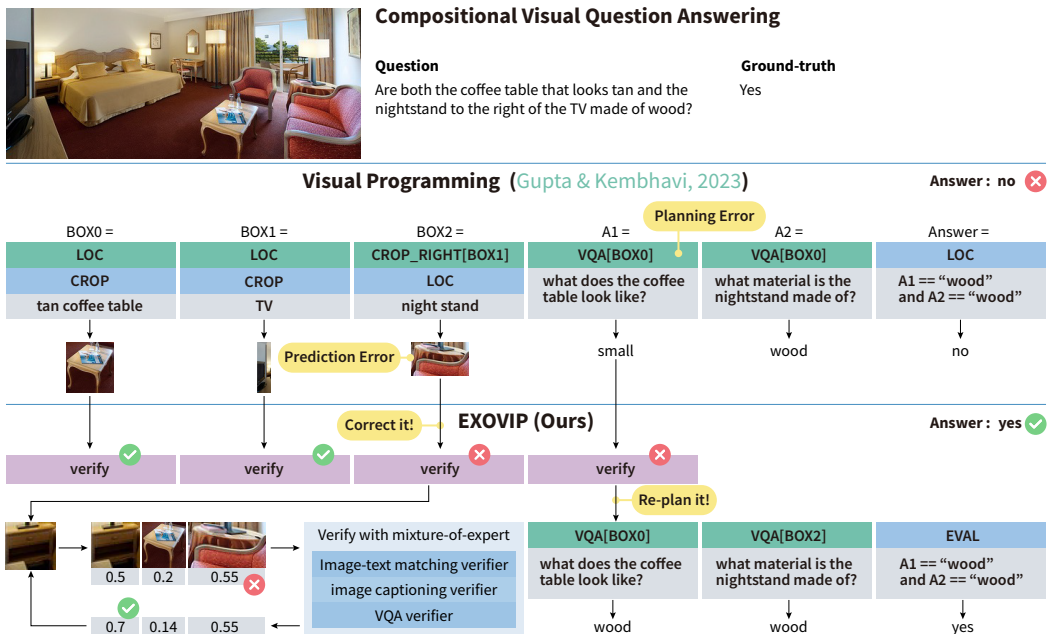 Compositional Visual Question Answering
Question
Ground-truth
Are both the coffee table that looks tan and the
nightstand to the right of the TV made of wood?
Yes
Visual Programming (Gupta & Kembhavi, 2023)
Answer: no
Planning Error
BOX0 =
BOX1 =
BOX2 =
A1 =
A2 =
Answer =
LOC
LOC
CROP_RIGHT[BOX1]
VQA[BOX0]
VQA[BOX0]
LOC
CROP
CROP
LOC
what does the coffee
table look like?
what material is the
nightstand made of?
A1 == “wood”
and A2 == “wood”
tan coffee table
TV
night stand
Prediction Error
small
wood
no
Correct it!
EXOVIP (Ours)
Answer: yes
verify
verify
verify
verify
Re-plan it!
Verify with mixture-of-expert
Image-text matching verifier
image captioning verifier
VQA verifier
VQA[BOX0]
VQA[BOX2]
EVAL
what does the coffee
table look like?
what material is the
nightstand made of?
A1 == “wood”
and A2 == “wood”
0.5
0.2
0.55
0.7
0.14
0.55
wood
wood
yes